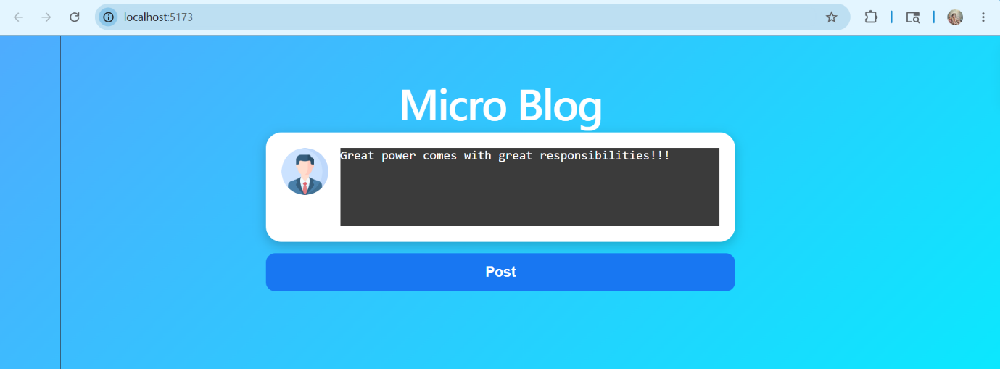 localhost:5173
Micro Blog
Great power comes with great responsibilities!!!
Post